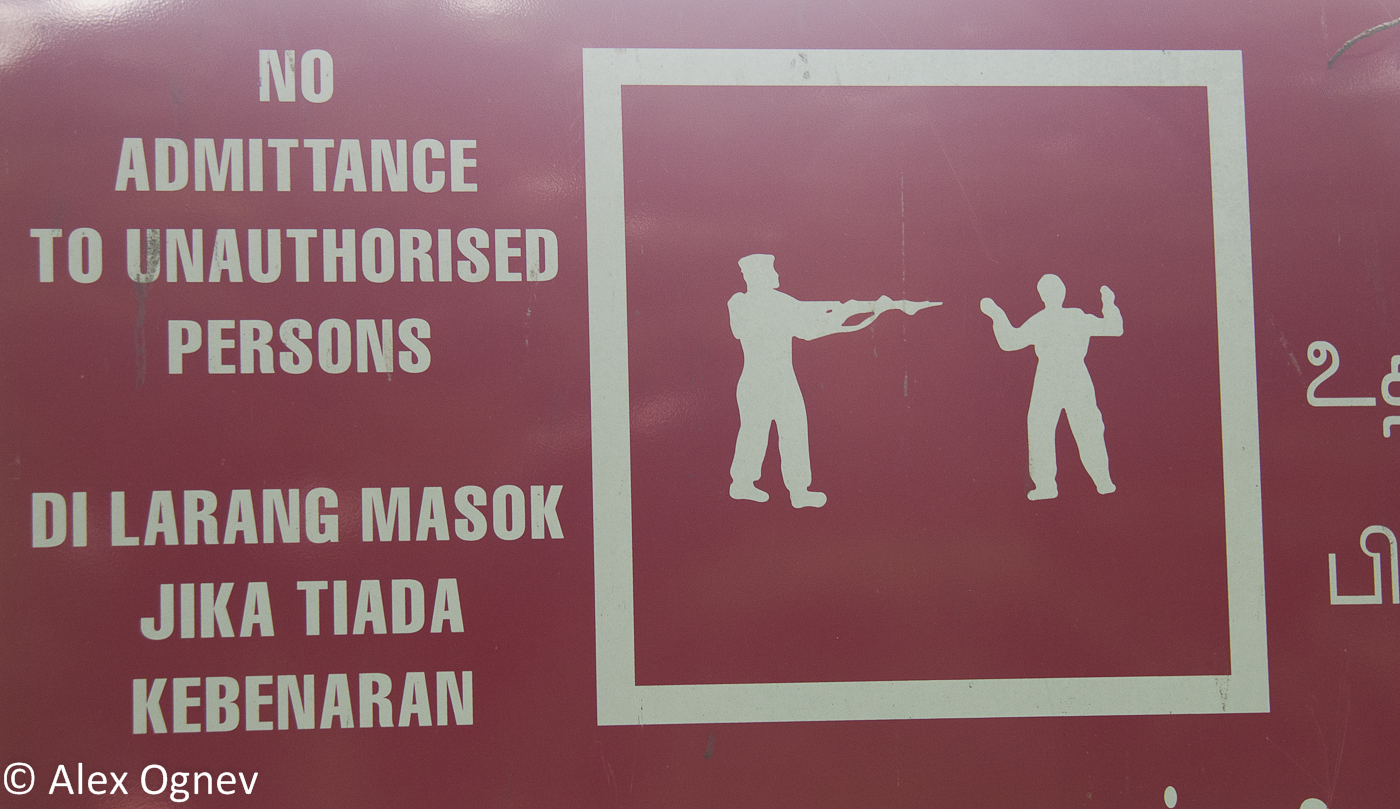 NO
ADMITTANCE
TO UNAUTHORISED
PERSONS
DI LARANG MASOK
JIKA TIADA
KEBENARAN
© Alex Ognev